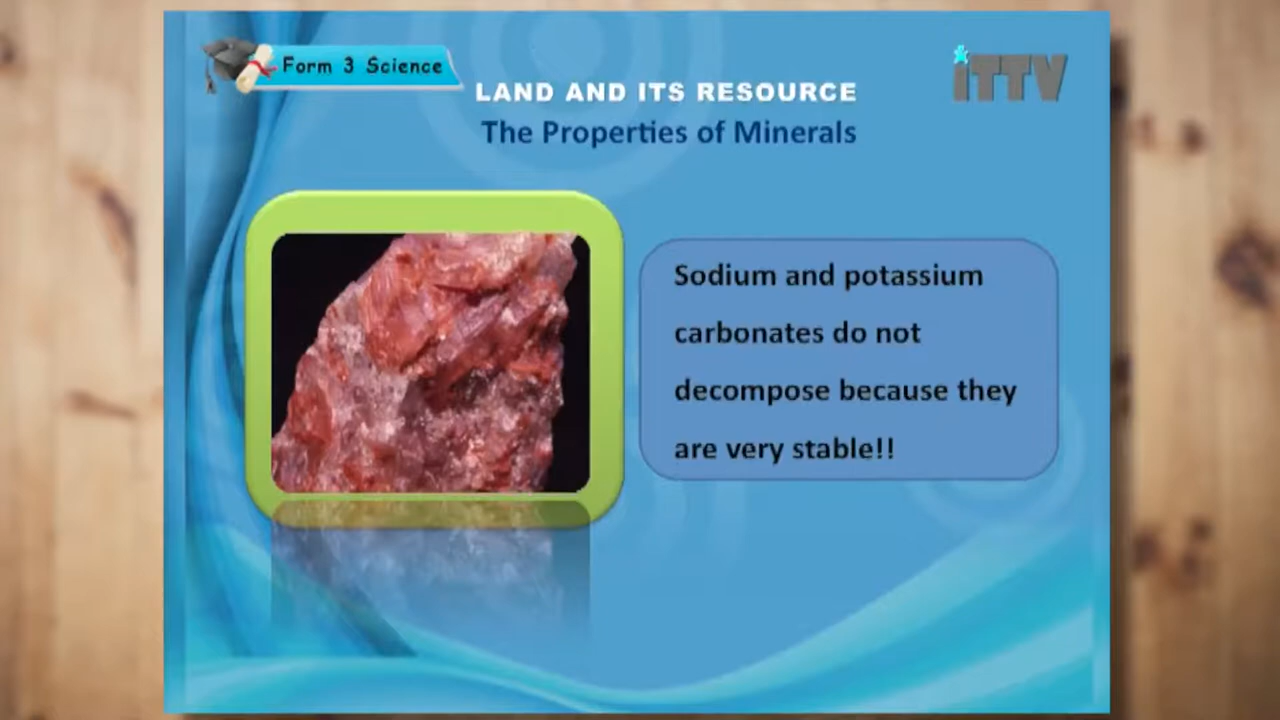 Form 3 Science
iTTV
LAND AND ITS RESOURCE
The Properties of Minerals
Sodium and potassium
carbonates do not
decompose because they
are very stable!!